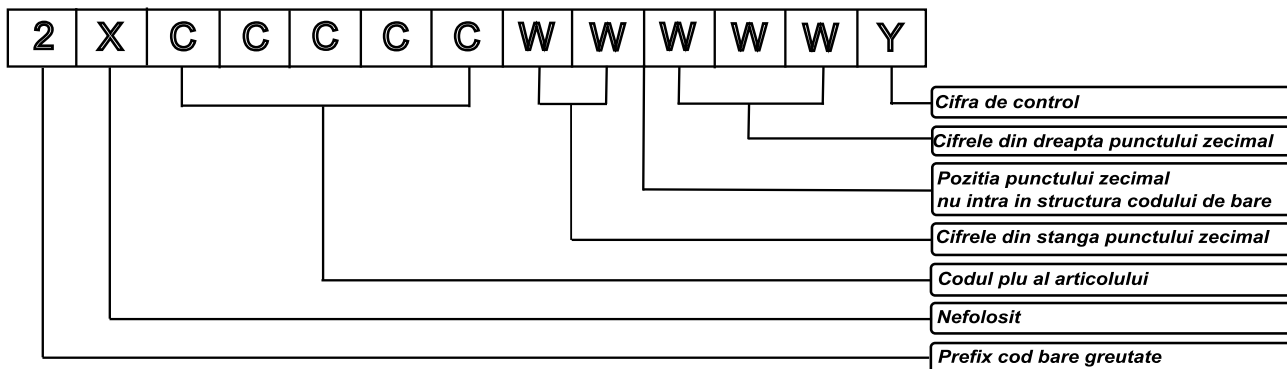 2 X C C C C C W W W W W Y
Cifra de control
Cifrele din dreapta punctului zecimal
Pozitia punctului zecimal
nu intra in structura codului de bare
Cifrele din stanga punctului zecimal
Codul plu al articolului
Nefolosit
Prefix cod bare greutate